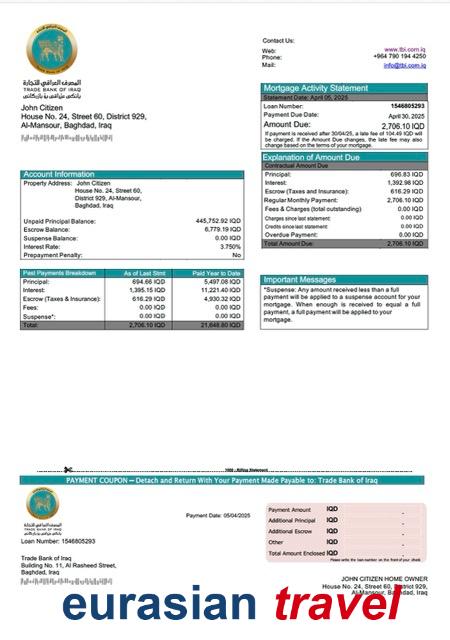 Contact Us:
Web: www.tbi.com.iq
Phone: +964 790 194 4250
Mail: info@tbi.com.iq
المصرف العراقي للتجارة
TRADE BANK OF IRAQ
John Citizen
House No. 24, Street 60, District 929,
Al-Mansour, Baghdad, Iraq
Mortgage Activity Statement
Statement Date: April 05, 2025
Loan Number: 1546805293
Payment Due Date: April 30, 2025
Amount Due: 2,706.10 IQD
If payment is received after 30/04/25, a late fee of 104.49 IQD will
be charged. If the Amount Due changes, the late fee may also
change based on the terms of your mortgage.
Explanation of Amount Due
Contractual Amount Due
Principal: 696.83 IQD
Interest: 1,392.98 IQD
Escrow (Taxes and Insurance): 616.29 IQD
Regular Monthly Payment: 2,706.10 IQD
Fees & Charges (total outstanding) 0.00 IQD
Charges since last statement: 0.00 IQD
Credits since last statement: 0.00 IQD
Overdue Payment: 0.00 IQD
Total Amount Due: 2,706.10 IQD
Account Information
Property Address: John Citizen
House No. 24, Street 60,
District 929, Al-Mansour,
Baghdad, Iraq
Unpaid Principal Balance: 445,752.92 IQD
Escrow Balance: 6,779.19 IQD
Suspense Balance: 0.00 IQD
Interest Rate: 3.750%
Prepayment Penalty: No
Past Payments Breakdown As of Last Stmt Paid Year to Date
Principal: 694.66 IQD 5,497.08 IQD
Interest: 1,395.15 IQD 11,221.40 IQD
Escrow (Taxes & Insurance): 616.29 IQD 4,930.32 IQD
Fees: 0.00 IQD 0.00 IQD
Suspense*: 0.00 IQD 0.00 IQD
Total: 2,706.10 IQD 21,648.80 IQD
Important Messages
*Suspense: Any amount received less than a full
payment will be applied to a suspense account for your
mortgage. When enough is received to equal a full
payment, a full payment will be applied to your
mortgage.
PAYMENT COUPON – Detach and Return With Your Payment Made Payable to: Trade Bank of Iraq
المصرف العراقي للتجارة
TRADE BANK OF IRAQ
Loan Number: 1546805293
Payment Date: 05/04/2025
Payment Amount IQD
Additional Principal IQD
Additional Escrow IQD
Other IQD
Total Amount Enclosed IQD
Please write the loan number on the front of your check.
Trade Bank of Iraq
Building No. 11, Al Rasheed Street,
Baghdad, Iraq
JOHN CITIZEN HOME OWNER
House No. 24, Street 60, District 929,
Al-Mansour, Baghdad, Iraq
eurasian travel